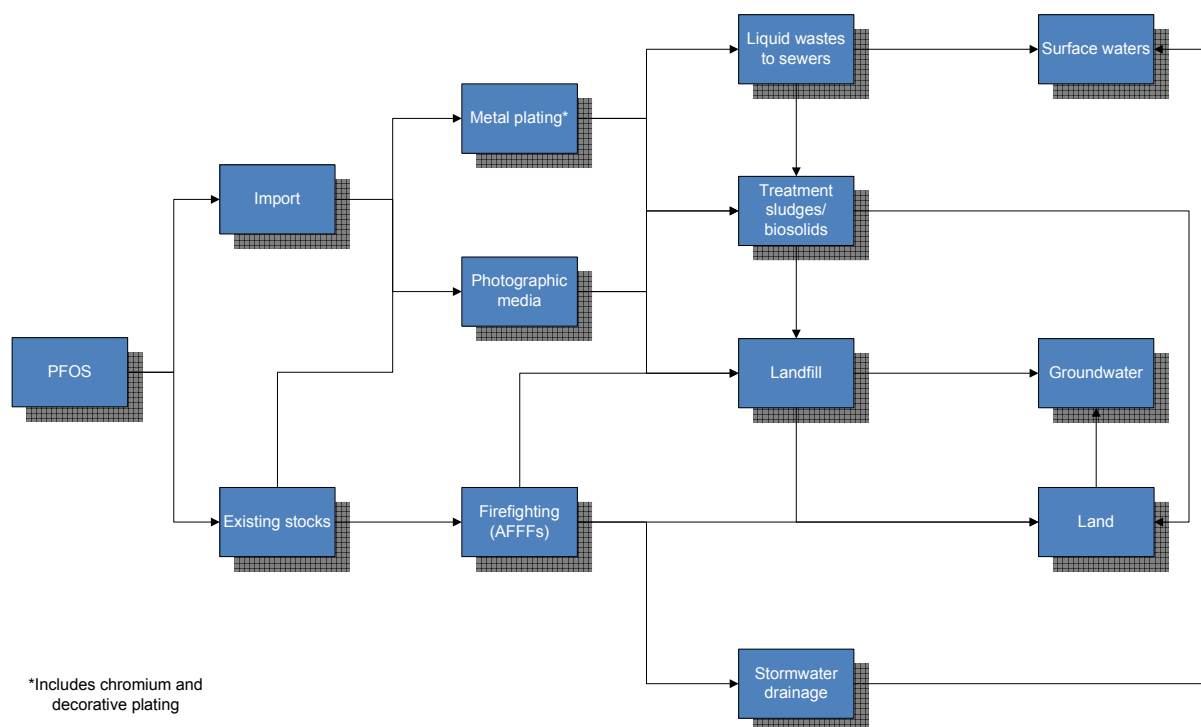 Liquid wastes
to sewers
Surface waters
Metal plating*
Import
Treatment
sludges/
biosolids
Photographic
media
PFOS
Landfill
Groundwater
Existing stocks
Firefighting
(AFFFs)
Land
Stormwater
drainage
*Includes chromium and
decorative plating